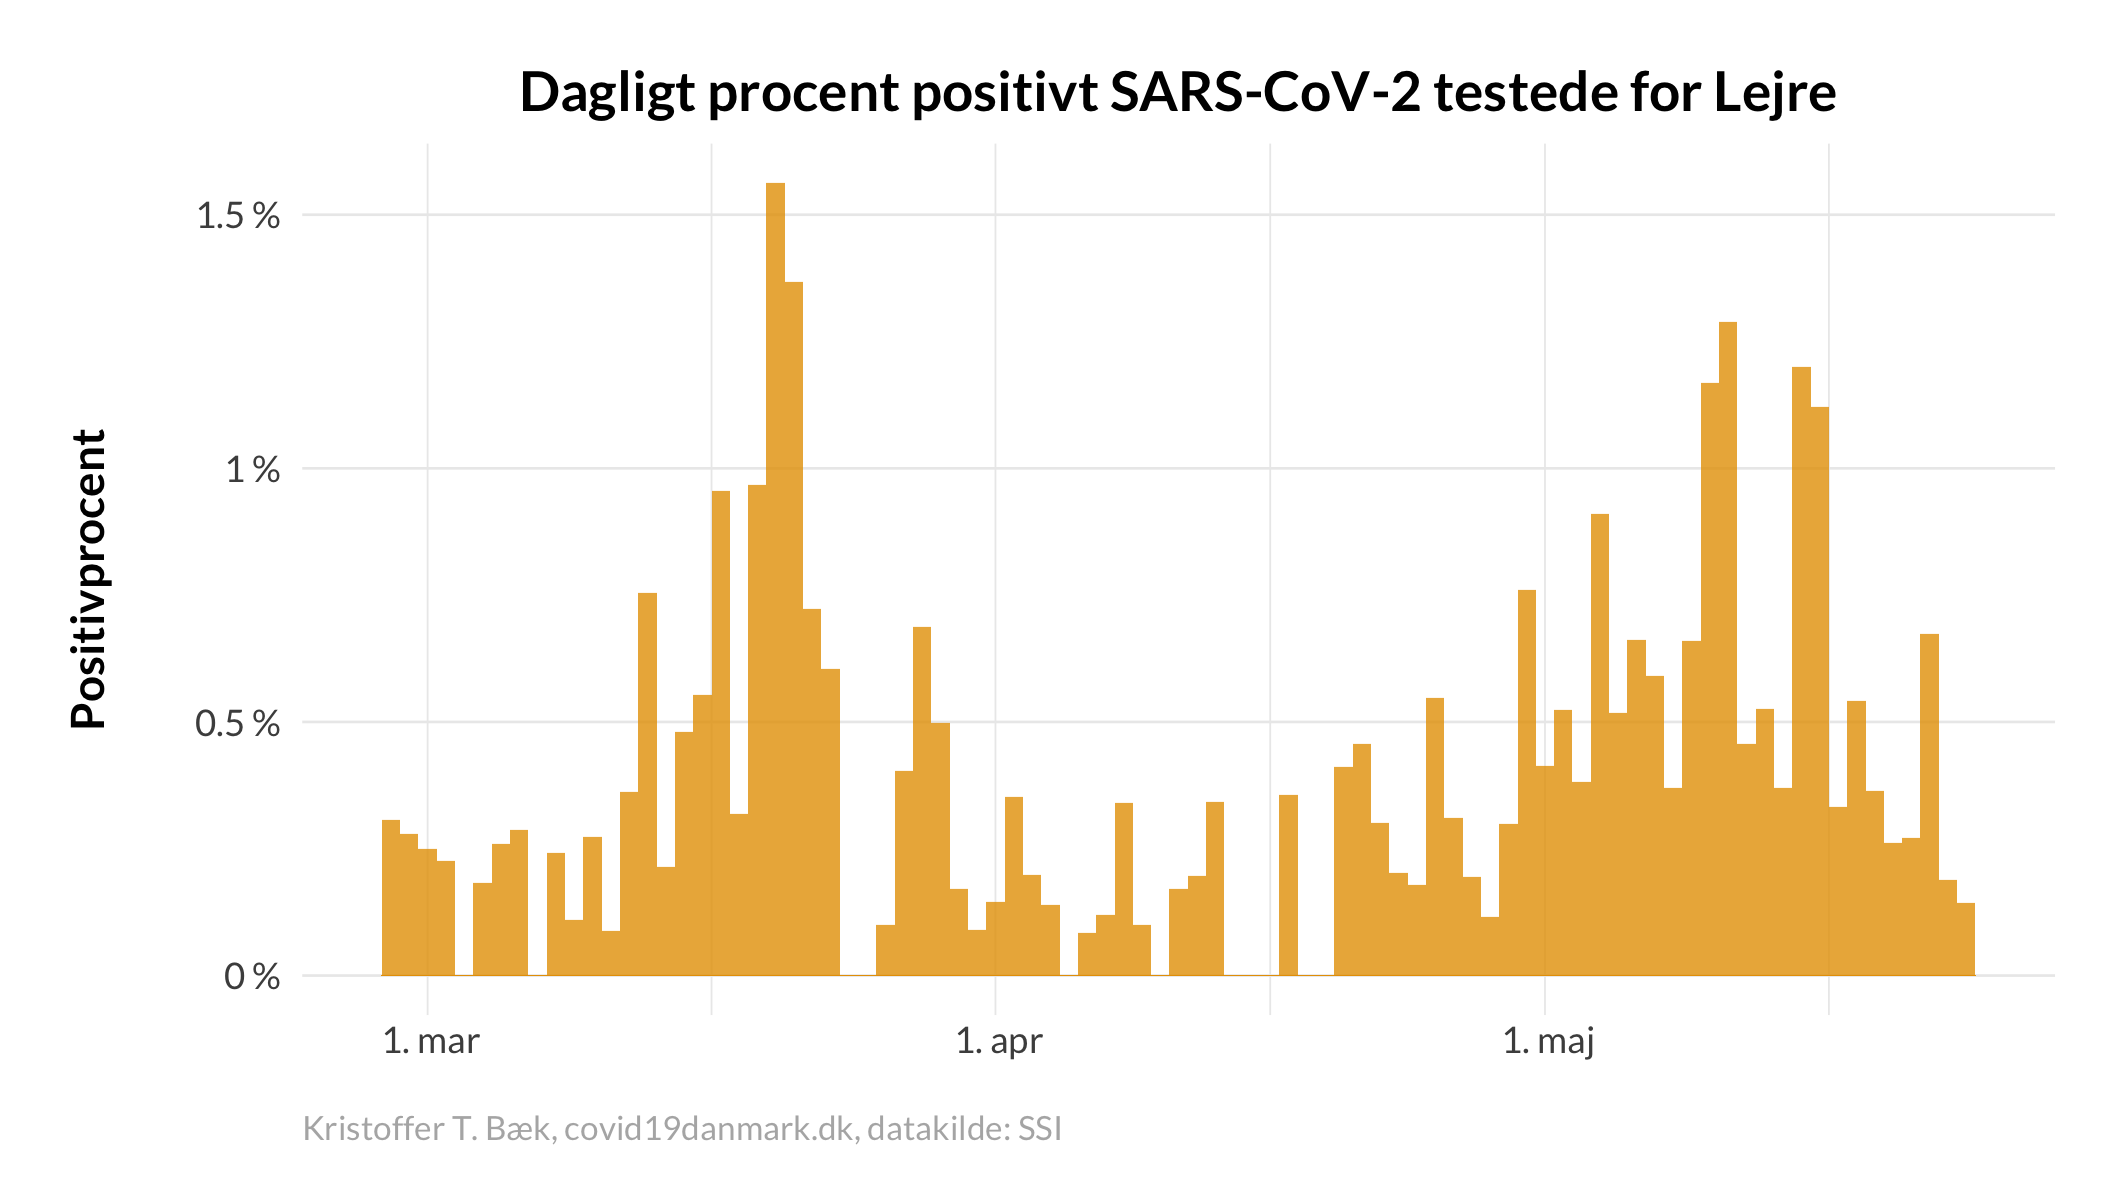 Dagligt procent positivt SARS-CoV-2 testede for Lejre
Positivprocent
1.5 %
1 %
0.5 %
0 %
1. mar
1. apr
1. maj
Kristoffer T. Bæk, covid19danmark.dk, datakilde: SSI